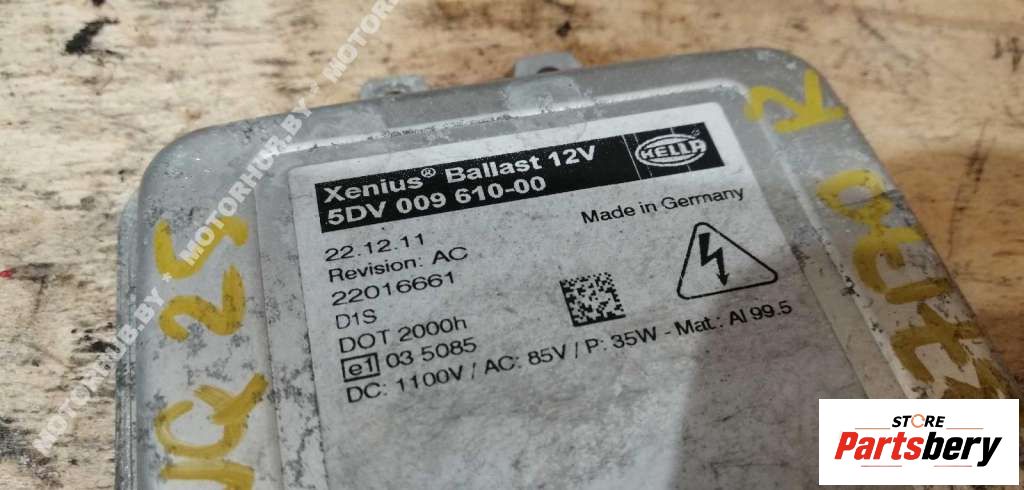 Xenius® Ballast 12V
5DV 009 610-00
HELLA
Made in Germany
22.12.11
Revision: AC
22016661
D1S
DOT 2000h
e1 03 5085
DC: 1100V / AC: 85V / P: 35W - Mat.: Al 99.5
MOTORHUB.BY * MOTORHUB.BY * MOTORHUB.BY
STORE
Partsbery